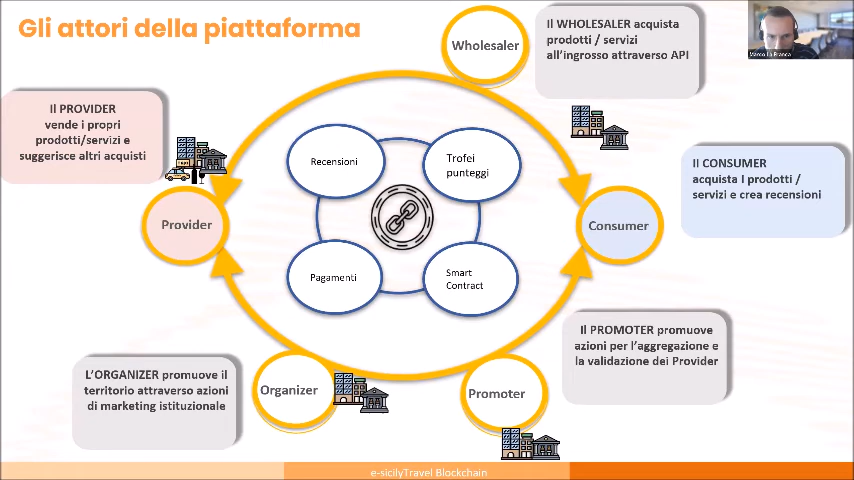 Gli attori della piattaforma
Wholesaler
Il WHOLESALER acquista
prodotti / servizi
all'ingrosso attraverso API
Marco La Franca
Il PROVIDER
vende i propri
prodotti/servizi e
suggerisce altri acquisti
Recensioni
Trofei
punteggi
Il CONSUMER
acquista I prodotti /
servizi e crea recensioni
Provider
Consumer
Pagamenti
Smart
Contract
Il PROMOTER promuove
azioni per l'aggregazione e
la validazione dei Provider
L'ORGANIZER promuove il
territorio attraverso azioni
di marketing istituzionale
Organizer
Promoter
e-sicilyTravel Blockchain